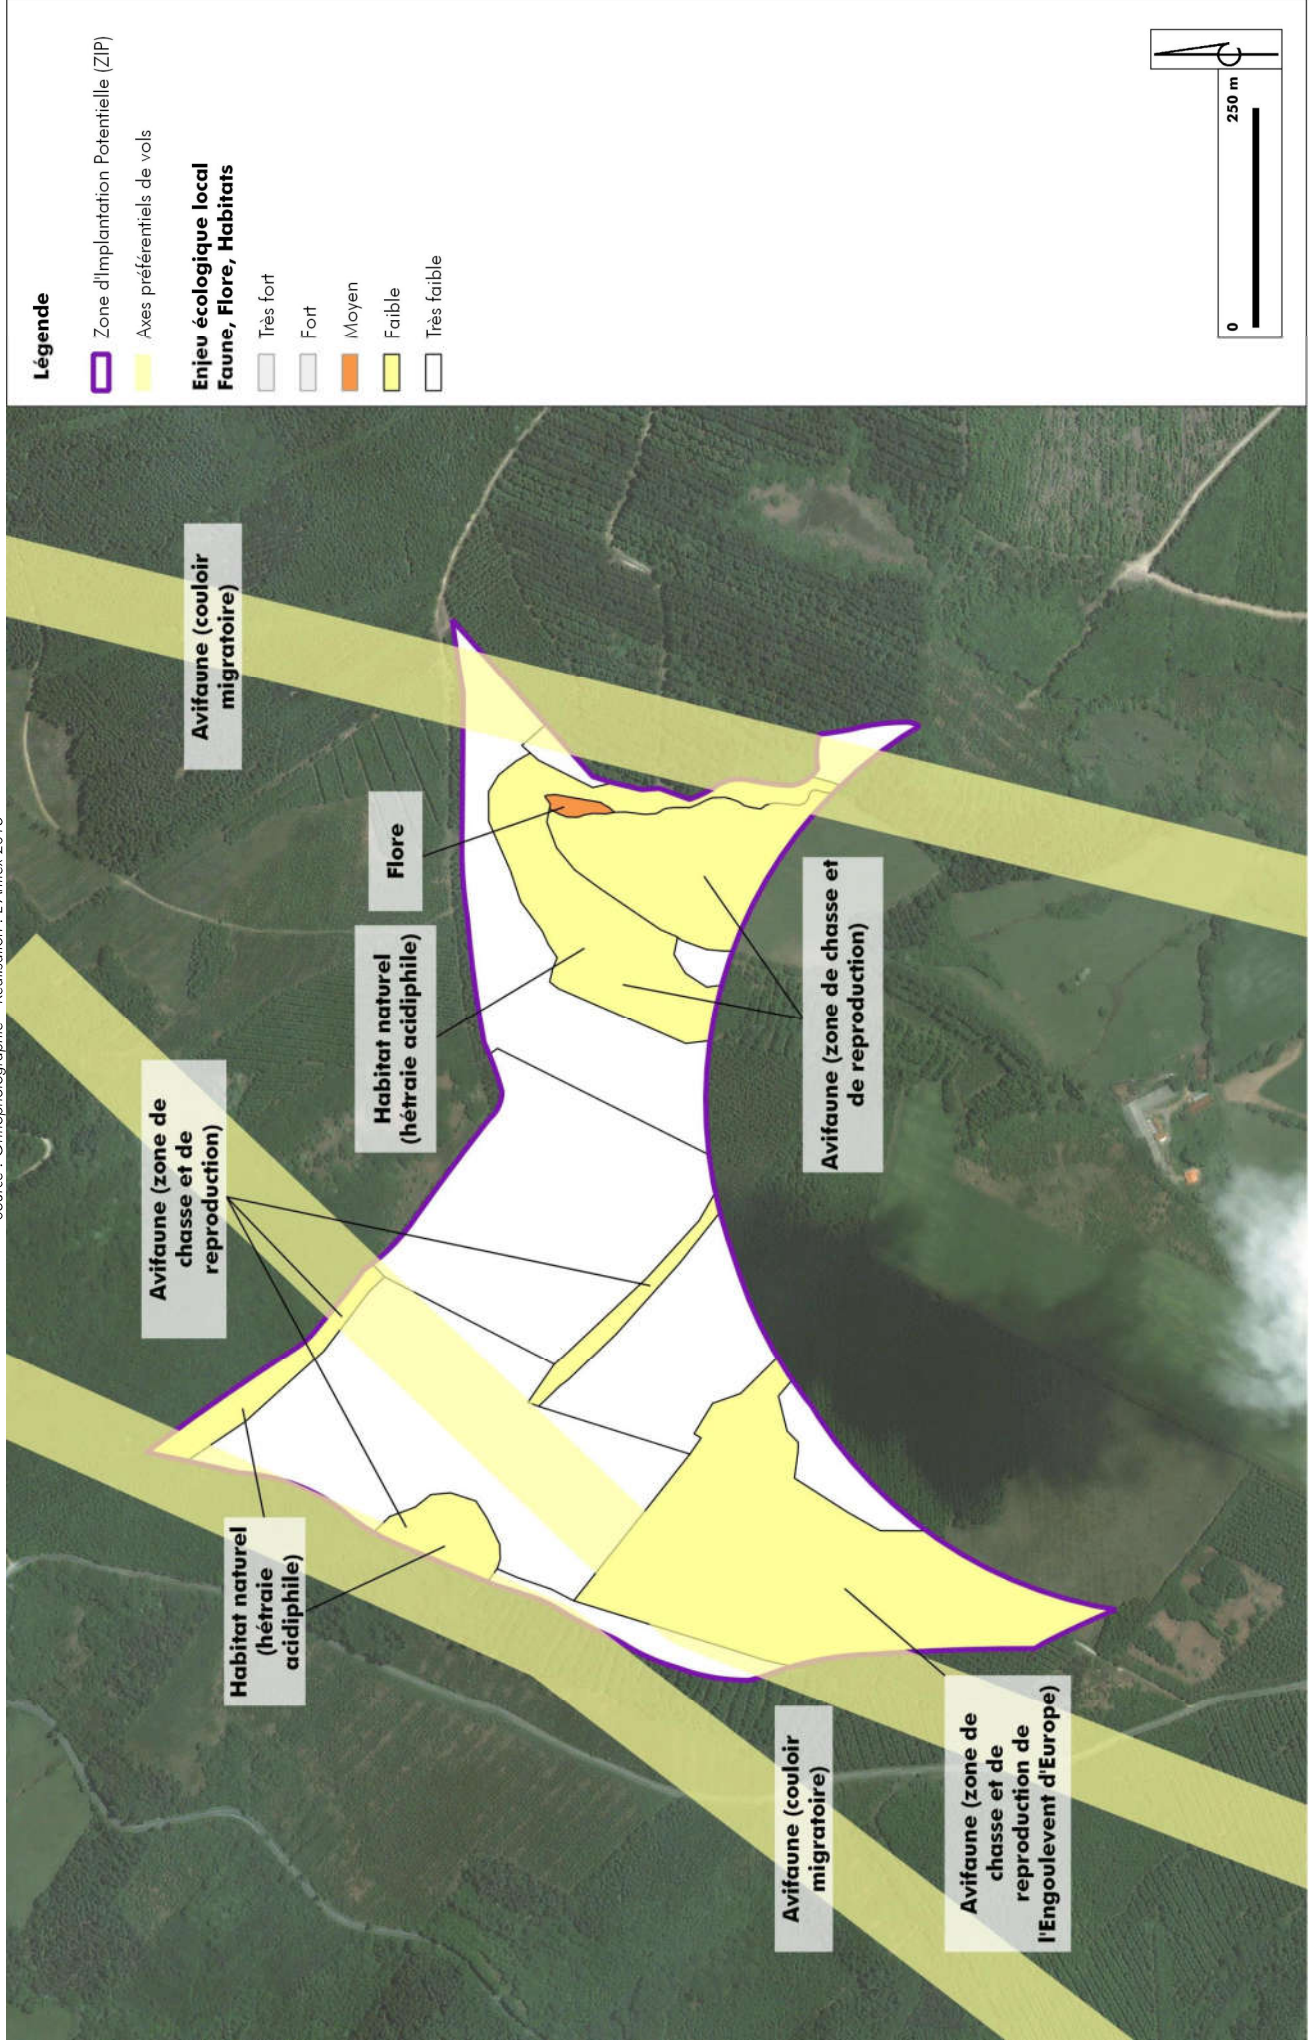 Avifaune (couloir
migratoire)
Flore
Habitat naturel
(hétraie acidiphile)
Avifaune (zone de
chasse et de
reproduction)
Habitat naturel
(hétraie
acidiphile)
Avifaune (zone de chasse et
de reproduction)
Avifaune (couloir
migratoire)
Avifaune (zone de
chasse et de
reproduction de
l'Engoulevent d'Europe)
Légende
Zone d'Implantation Potentielle (ZIP)
Axes préférentiels de vols
Enjeu écologique local
Faune, Flore, Habitats
Très fort
Fort
Moyen
Faible
Très faible
0
250 m